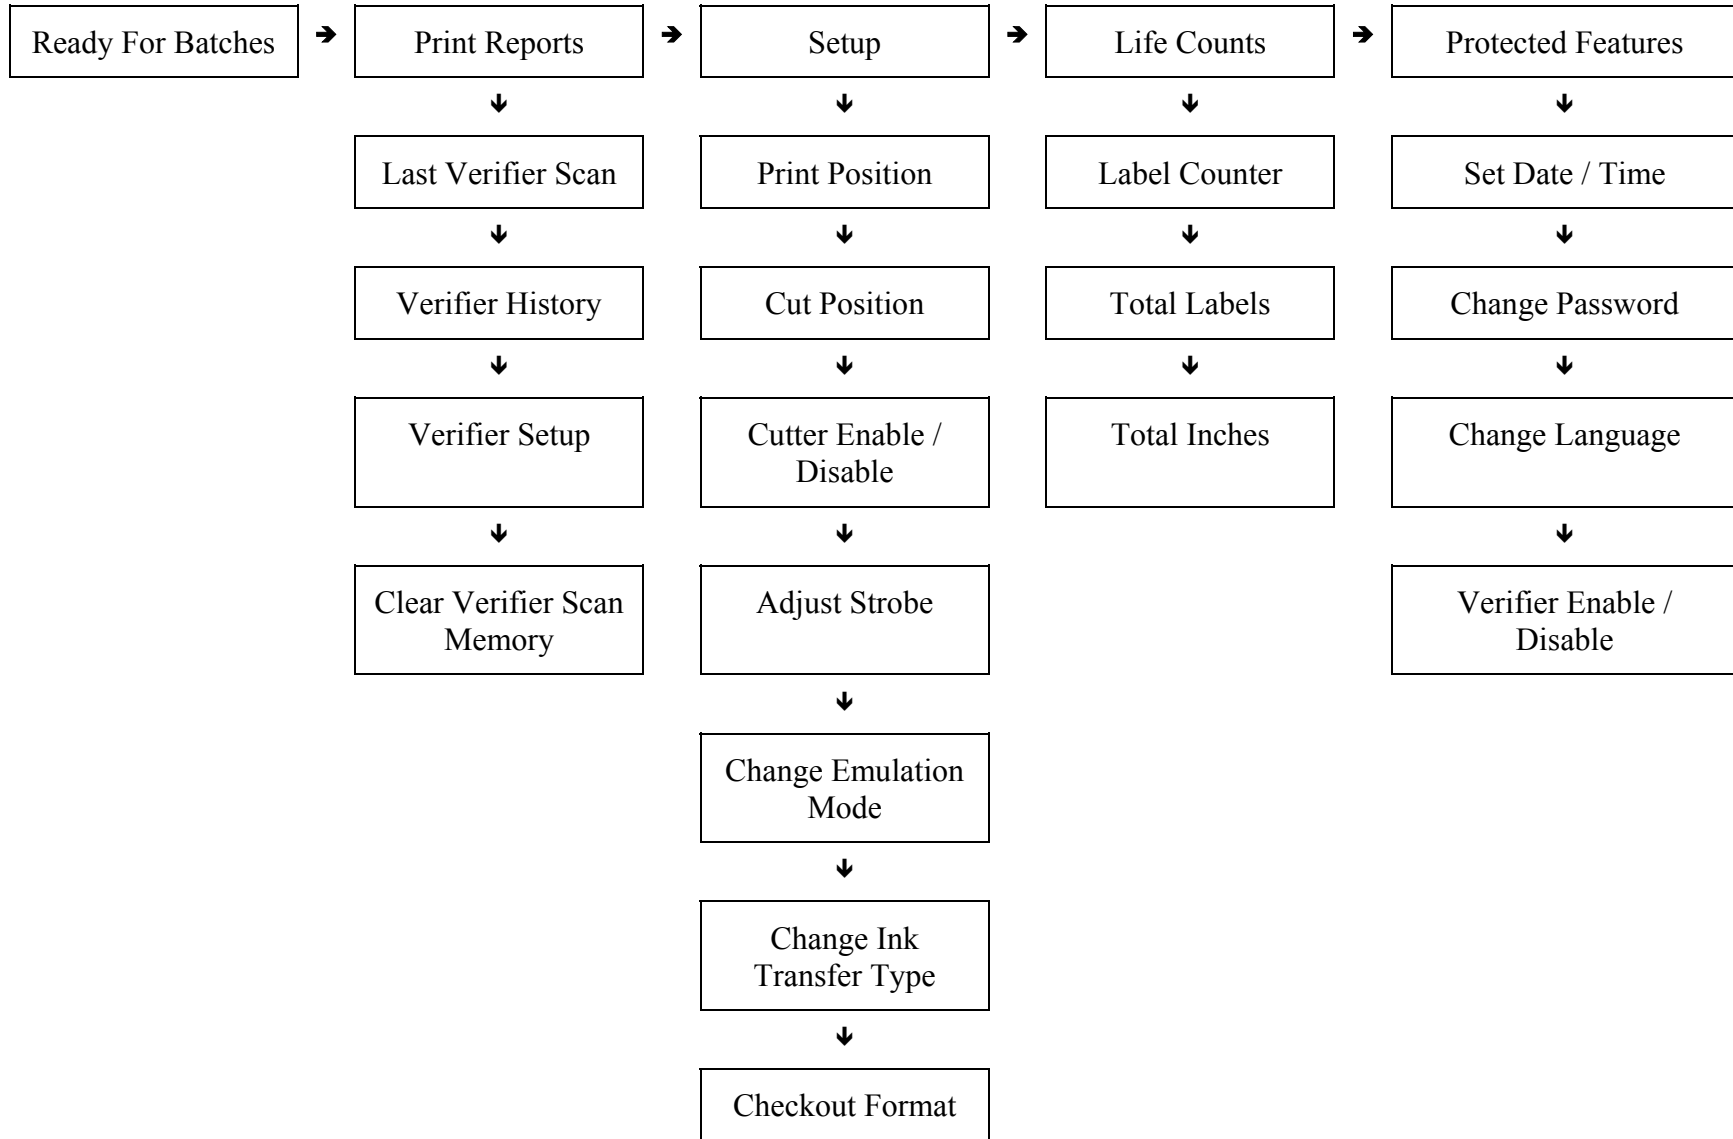 Ready For Batches
Print Reports
Setup
Life Counts
Protected Features
Last Verifier Scan
Print Position
Label Counter
Set Date / Time
Verifier History
Cut Position
Total Labels
Change Password
Verifier Setup
Cutter Enable /
Disable
Total Inches
Change Language
Clear Verifier Scan
Memory
Adjust Strobe
Verifier Enable /
Disable
Change Emulation
Mode
Change Ink
Transfer Type
Checkout Format